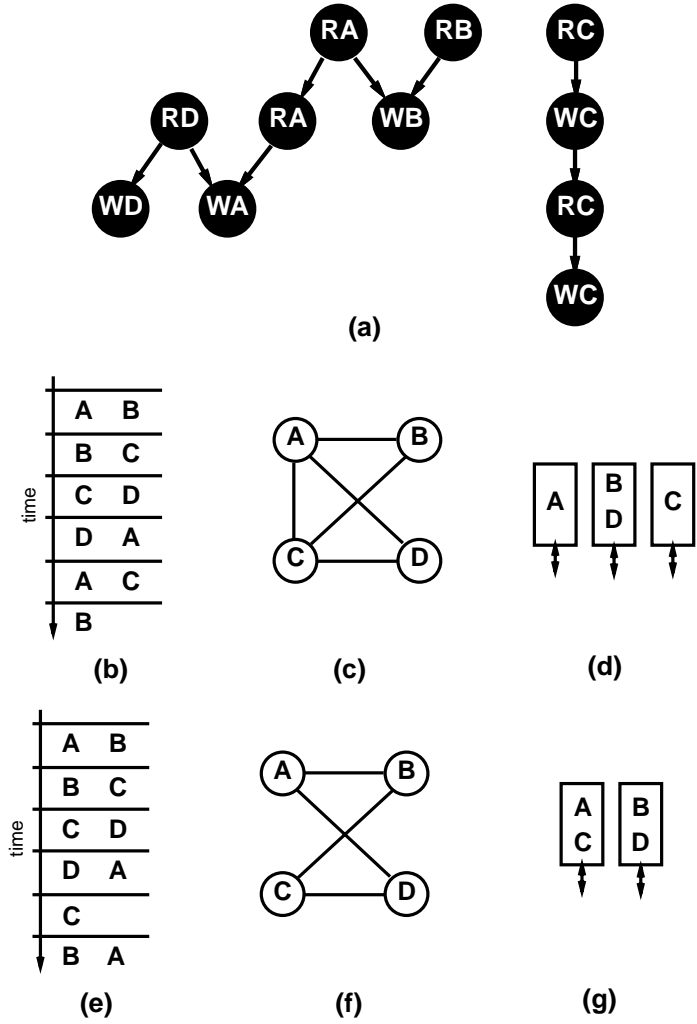 RA RB RC
RD RA WB WC
WD WA RC
WC
(a)
time
A B
B C
C D
D A
A C
B
(b)
A B
C D
(c)
A
B
D
C
(d)
time
A B
B C
C D
D A
C
B A
(e)
A B
C D
(f)
A
C
B
D
(g)